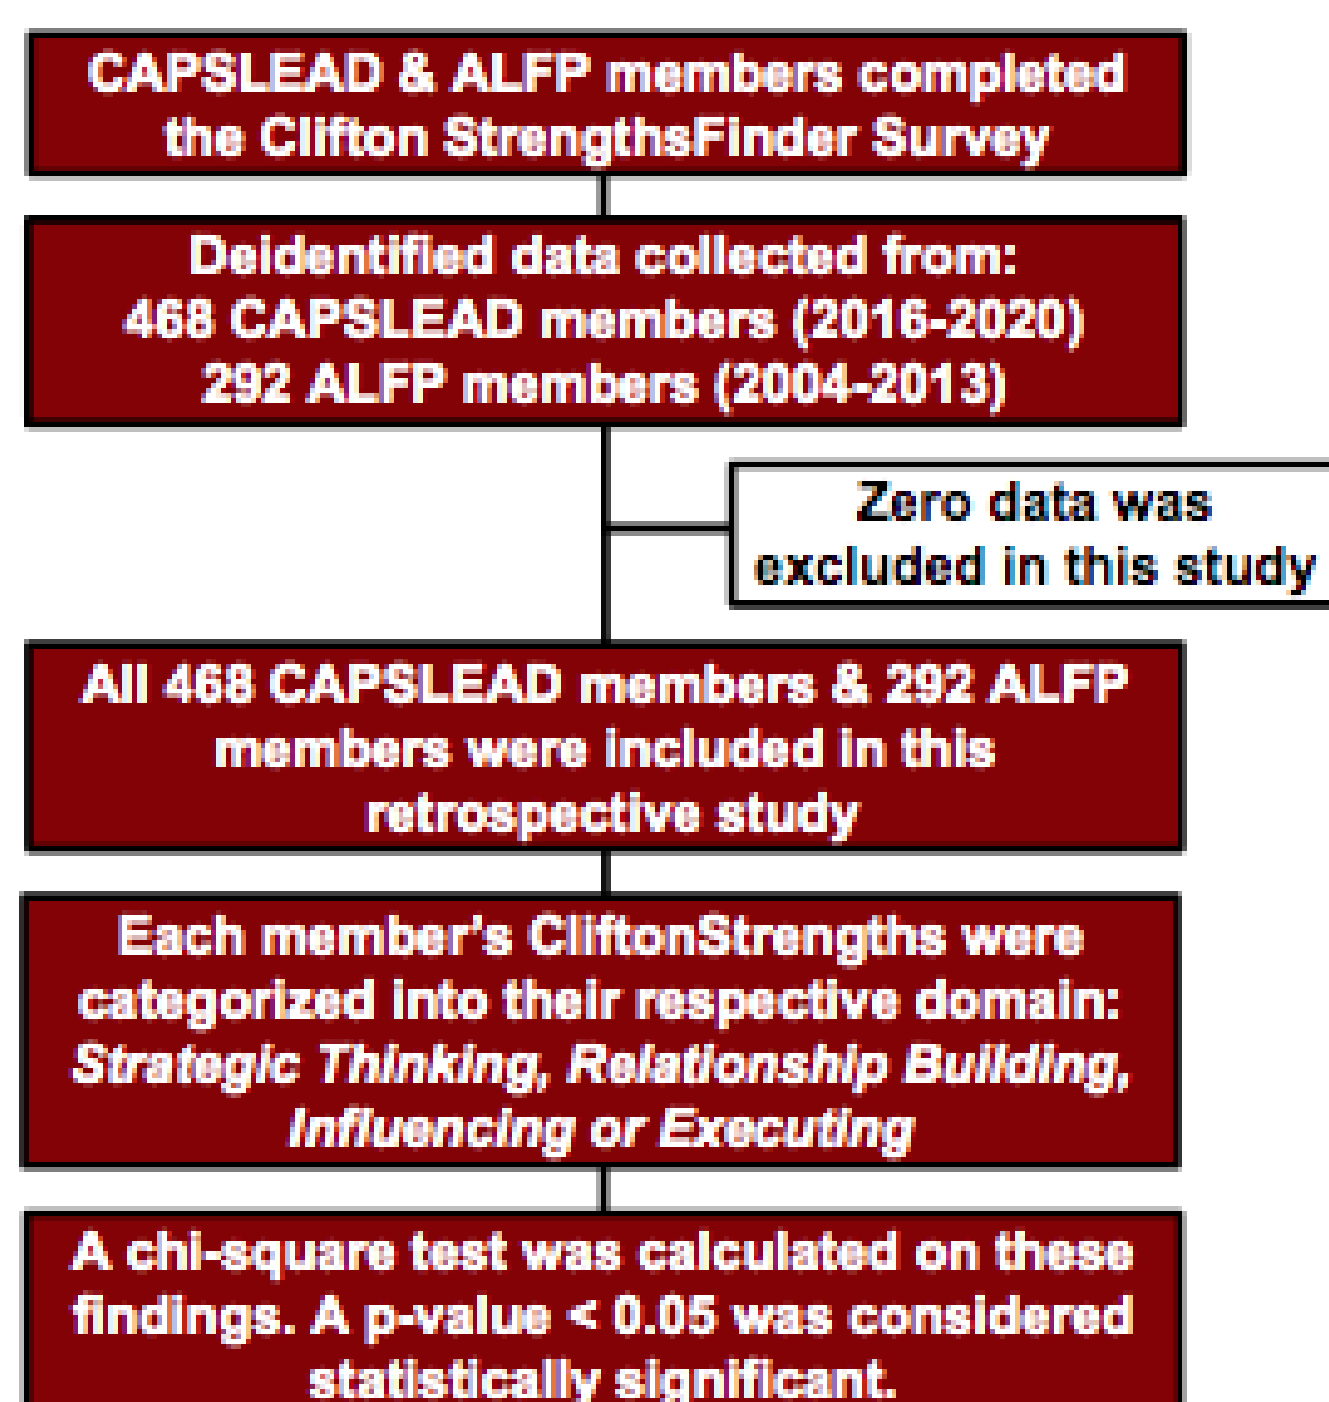 CAPSLEAD & ALFP members completed
the Clifton StrengthsFinder Survey
Deidentified data collected from:
468 CAPSLEAD members (2016-2020)
292 ALFP members (2004-2013)
Zero data was
excluded in this study
All 468 CAPSLEAD members & 292 ALFP
members were included in this
retrospective study
Each member's CliftonStrengths were
categorized into their respective domain:
Strategic Thinking, Relationship Building,
Influencing or Executing
A chi-square test was calculated on these
findings. A p-value < 0.05 was considered
statistically significant.